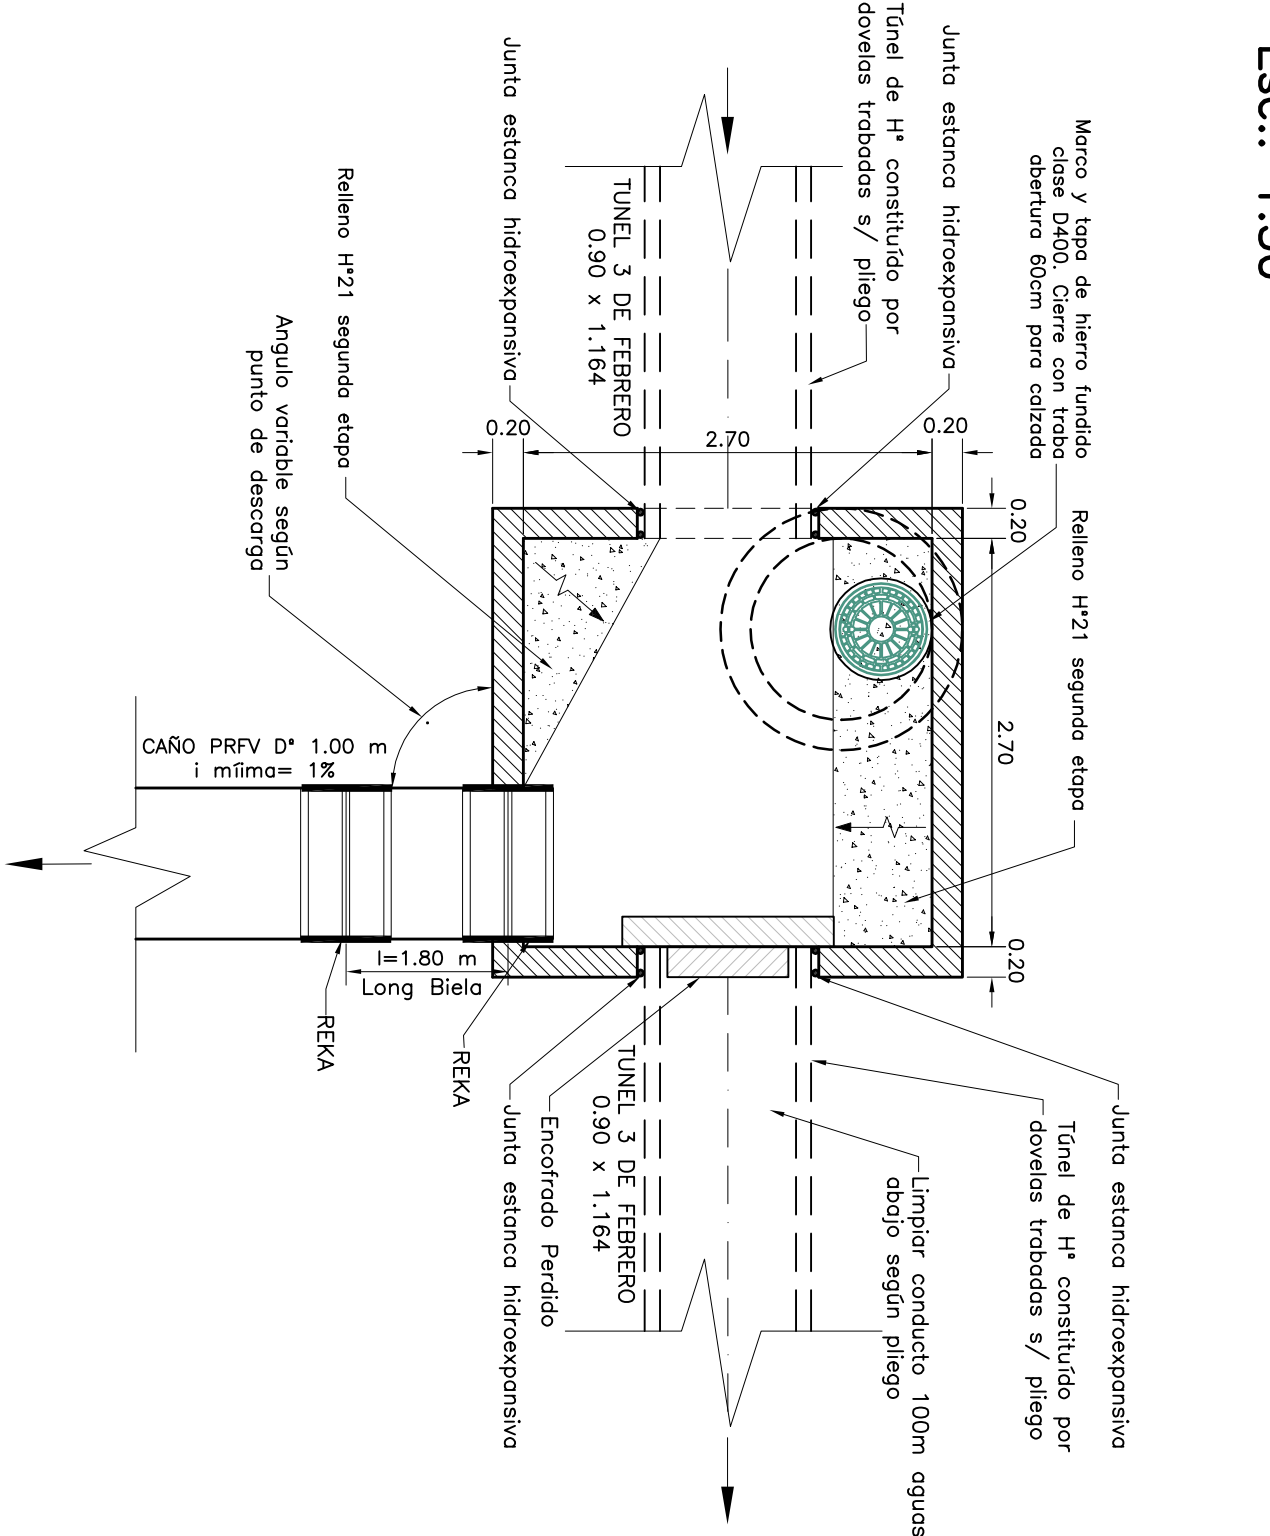 Marco y tapa de hierro fundido
clase D400. Cierre con traba
abertura 60cm para calzada
Junta estanca hidroexpansiva
Túnel de H° constituído por
dovelas trabadas s/ pliego
TUNEL 3 DE FEBRERO
0.90 x 1.164
Junta estanca hidroexpansiva
Relleno H°21 segunda etapa
Angulo variable según
punto de descarga
0.20
2.70
0.20
0.20
2.70
0.20
Relleno H°21 segunda etapa
CAÑO PRFV D° 1.00 m
i míima= 1%
l=1.80 m
Long Biela
REKA
REKA
Junta estanca hidroexpansiva
Túnel de H° constituído por
dovelas trabadas s/ pliego
Limpiar conducto 100m aguas
abajo según pliego
TUNEL 3 DE FEBRERO
0.90 x 1.164
Encofrado Perdido
Junta estanca hidroexpansiva